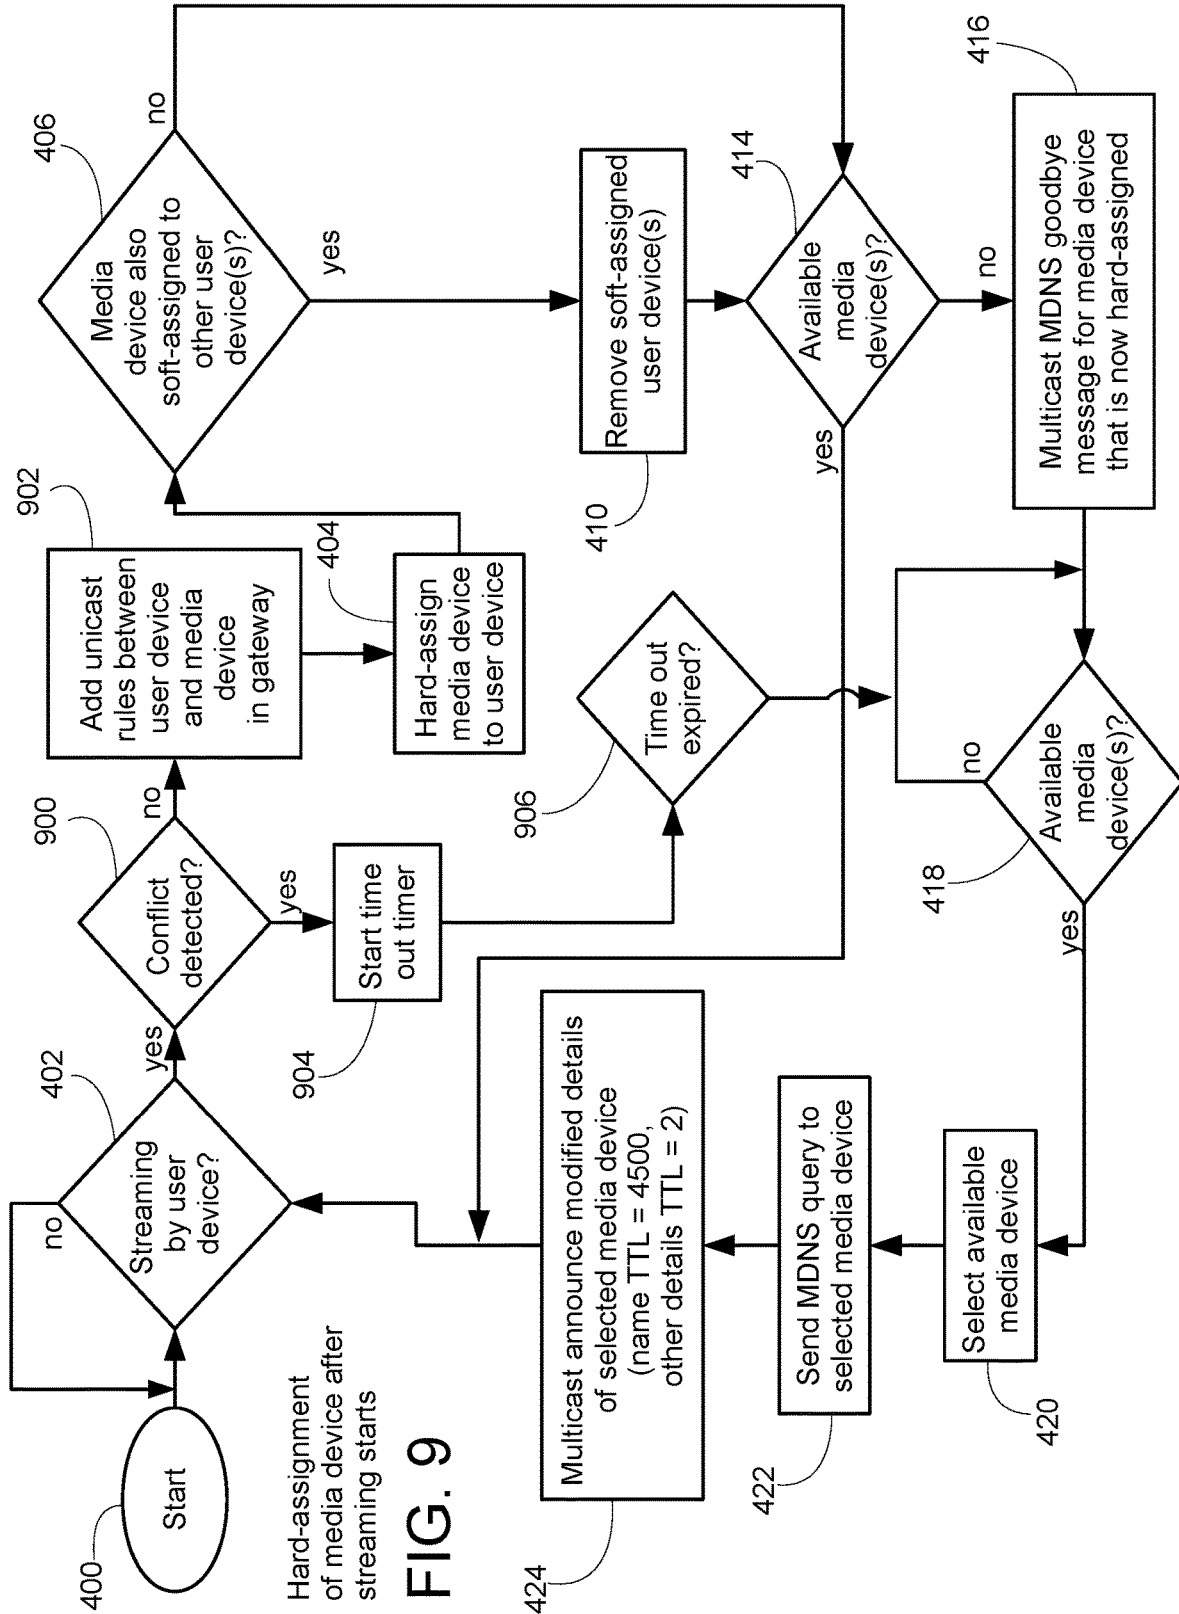 400
Start
no
Streaming
by user
device?
402
yes
Conflict
detected?
900
no
yes
Add unicast
rules between
user device
and media
device
in gateway
902
Hard-assign
media device
to user device
404
Media
device also
soft-assigned to
other user
device(s)?
406
no
yes
Start time
out timer
904
Time out
expired?
906
Remove soft-assigned
user device(s)
410
Available
media
device(s)?
414
yes
no
Multicast MDNS goodbye
message for media device
that is now hard-assigned
416
Available
media
device(s)?
418
no
yes
Select available
media device
420
Send MDNS query to
selected media device
422
Multicast announce modified details
of selected media device
(name TTL = 4500,
other details TTL = 2)
424
Hard-assignment
of media device after
streaming starts
FIG. 9